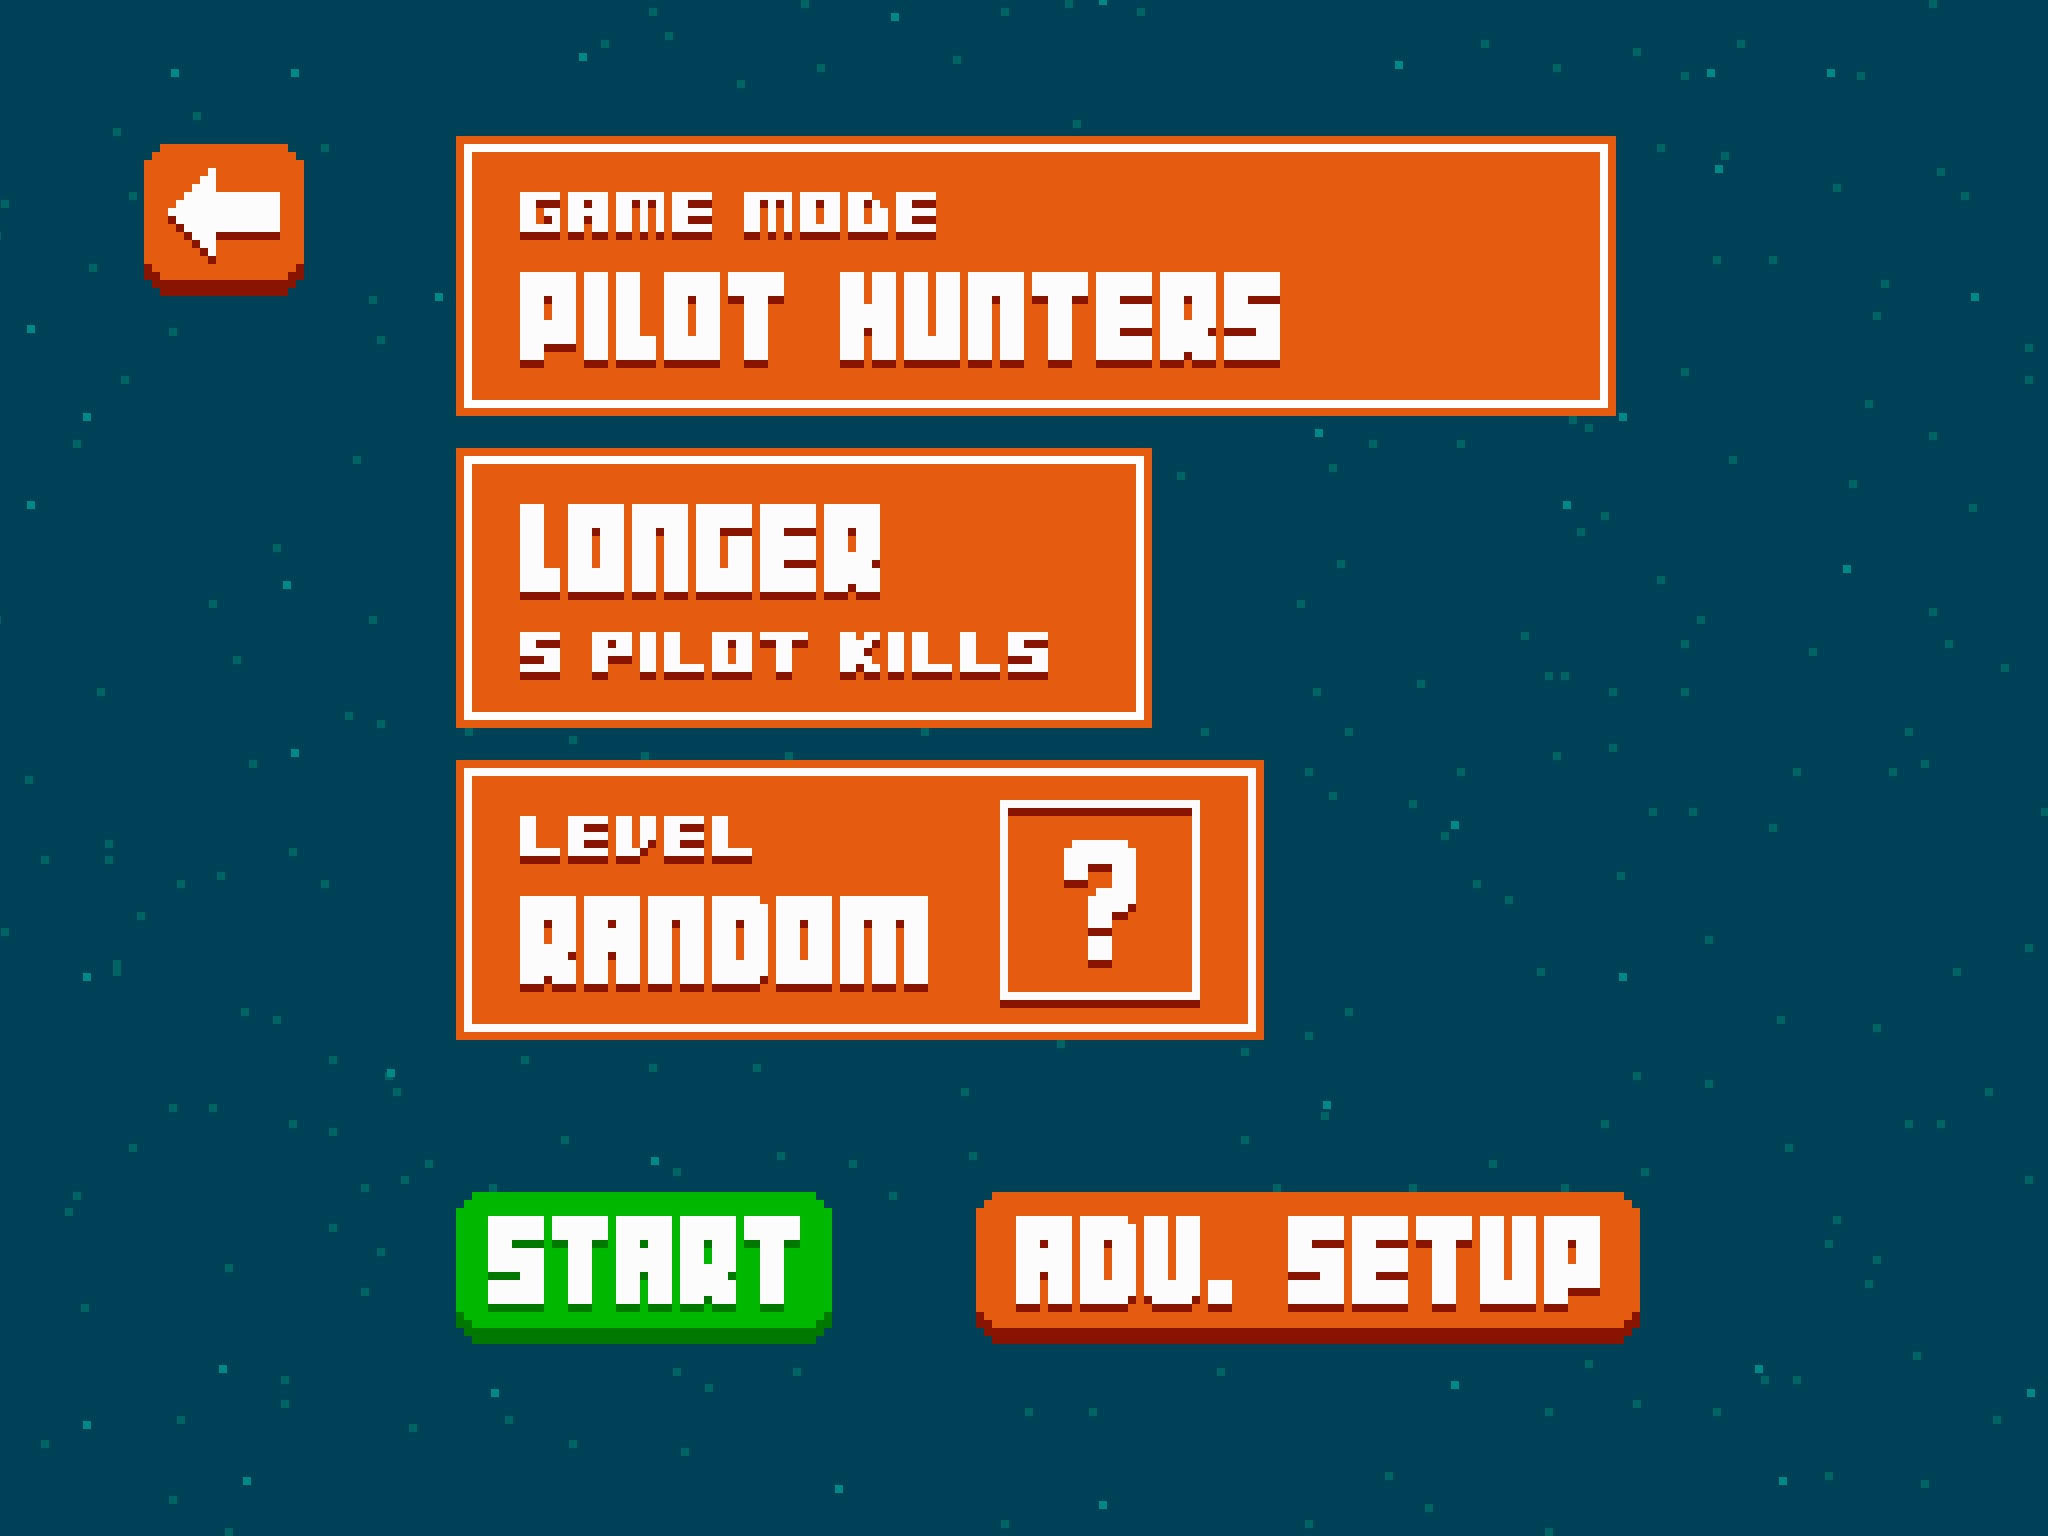 GAME MODE
PILOT HUNTERS
LONGER
5 PILOT KILLS
LEVEL
RANDOM
?
START
ADV. SETUP